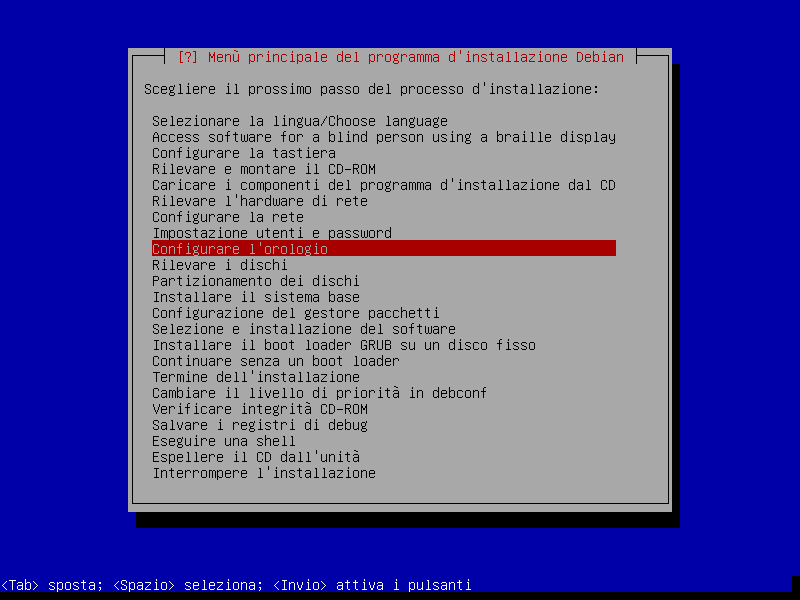 [?] Menù principale del programma d'installazione Debian
Scegliere il prossimo passo del processo d'installazione:
Selezionare la lingua/Choose language
Access software for a blind person using a braille display
Configurare la tastiera
Rilevare e montare il CD-ROM
Caricare i componenti del programma d'installazione dal CD
Rilevare l'hardware di rete
Configurare la rete
Impostazione utenti e password
Configurare l'orologio
Rilevare i dischi
Partizionamento dei dischi
Installare il sistema base
Configurazione del gestore pacchetti
Selezione e installazione del software
Installare il boot loader GRUB su un disco fisso
Continuare senza un boot loader
Termine dell'installazione
Cambiare il livello di priorità in debconf
Verificare integrità CD-ROM
Salvare i registri di debug
Eseguire una shell
Espellere il CD dall'unità
Interrompere l'installazione
<Tab> sposta; <Spazio> seleziona; <Invio> attiva i pulsanti